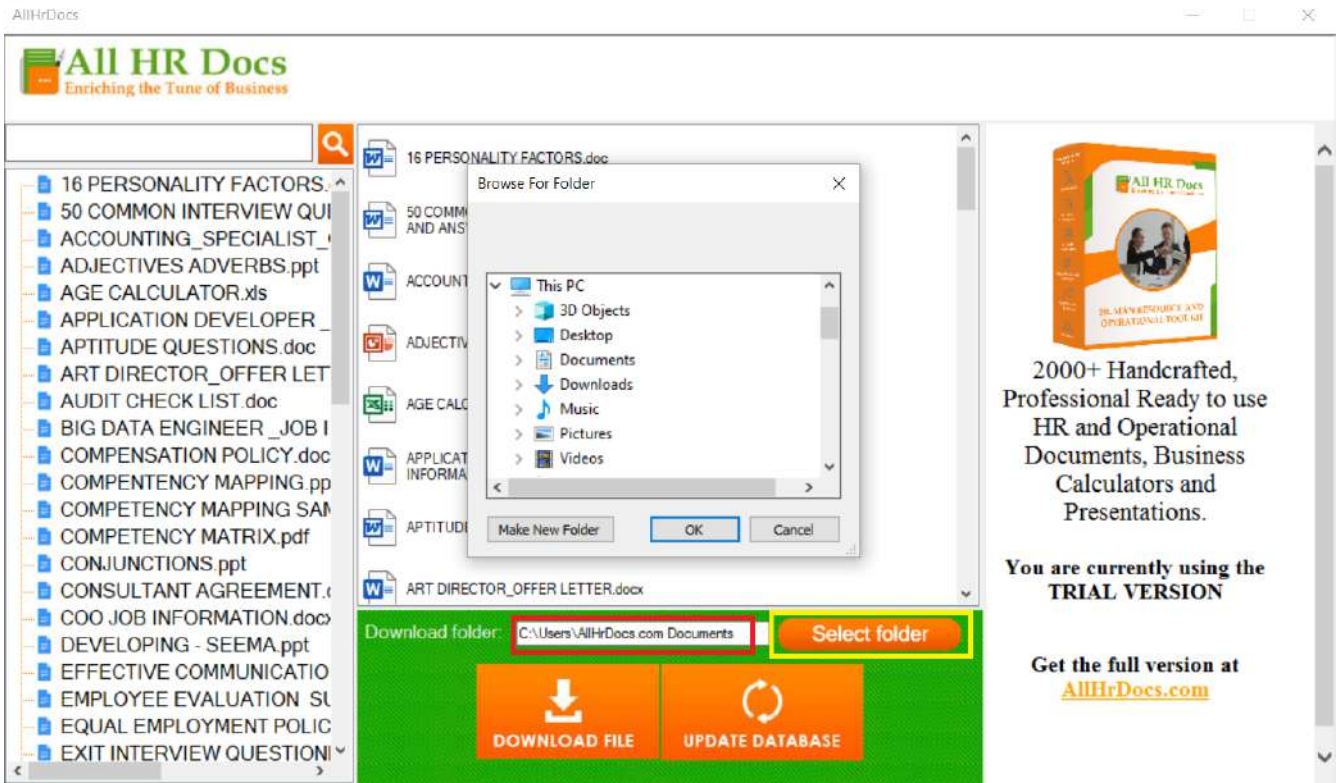 AllHrDocs
All HR Docs
Enriching the Tune of Business
16 PERSONALITY FACTORS.
50 COMMON INTERVIEW QUE
ACCOUNTING_SPECIALIST_
ADJECTIVES ADVERBS.ppt
AGE CALCULATOR.xls
APPLICATION DEVELOPER _
APTITUDE QUESTIONS.doc
ART DIRECTOR_OFFER LET
AUDIT CHECK LIST.doc
BIG DATA ENGINEER _JOB I
COMPENSATION POLICY.doc
COMPENTENCY MAPPING.pp
COMPETENCY MAPPING SAM
COMPETENCY MATRIX.pdf
CONJUNCTIONS.ppt
CONSULTANT AGREEMENT.
COO JOB INFORMATION.docx
DEVELOPING - SEEMA.ppt
EFFECTIVE COMMUNICATIO
EMPLOYEE EVALUATION SU
EQUAL EMPLOYMENT POLIC
EXIT INTERVIEW QUESTION
16 PERSONALITY FACTORS.doc
50 COMM
AND ANS
ACCOUNT
ADJECTIV
AGE CALC
APPLICAT
INFORMA
APTITUDE
ART DIRECTOR_OFFER LETTER.docx
Browse For Folder
This PC
3D Objects
Desktop
Documents
Downloads
Music
Pictures
Videos
Make New Folder
OK
Cancel
Download folder:
C:\Users\AllHrDocs.com Documents
Select folder
DOWNLOAD FILE
UPDATE DATABASE
All HR Docs
2000+ Handcrafted,
Professional Ready to use
HR and Operational
Documents, Business
Calculators and
Presentations.
You are currently using the
TRIAL VERSION
Get the full version at
AllHrDocs.com